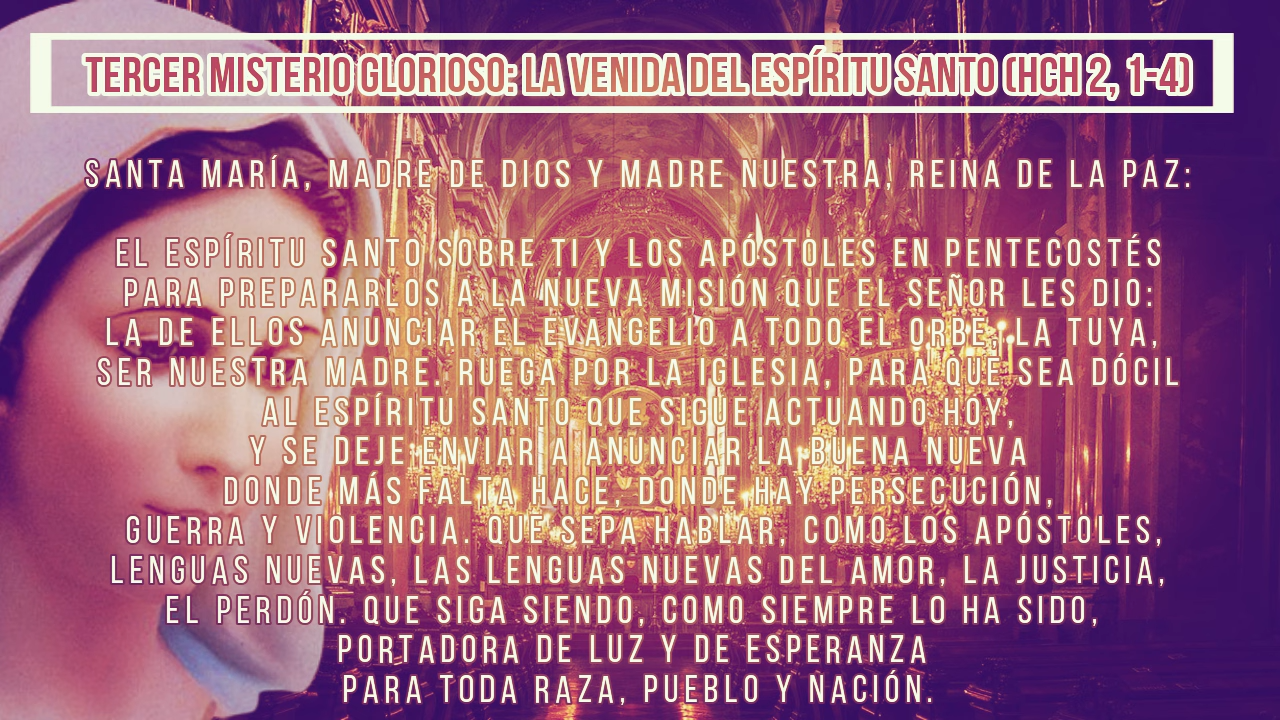 TERCER MISTERIO GLORIOSO: LA VENIDA DEL ESPÍRITU SANTO (HCH 2, 1-4)
SANTA MARÍA, MADRE DE DIOS Y MADRE NUESTRA, REINA DE LA PAZ:
EL ESPÍRITU SANTO SOBRE TI Y LOS APÓSTOLES EN PENTECOSTÉS
PARA PREPARARLOS A LA NUEVA MISIÓN QUE EL SEÑOR LES DIO:
LA DE ELLOS ANUNCIAR EL EVANGELIO A TODO EL ORBE, LA TUYA,
SER NUESTRA MADRE. RUEGA POR LA IGLESIA, PARA QUE SEA DÓCIL
AL ESPÍRITU SANTO QUE SIGUE ACTUANDO HOY,
Y SE DEJE ENVIAR A ANUNCIAR LA BUENA NUEVA
DONDE MÁS FALTA HACE, DONDE HAY PERSECUCIÓN,
GUERRA Y VIOLENCIA. QUE SEPA HABLAR, COMO LOS APÓSTOLES,
LENGUAS NUEVAS, LAS LENGUAS NUEVAS DEL AMOR, LA JUSTICIA,
EL PERDÓN. QUE SIGA SIENDO, COMO SIEMPRE LO HA SIDO,
PORTADORA DE LUZ Y DE ESPERANZA
PARA TODA RAZA, PUEBLO Y NACIÓN.